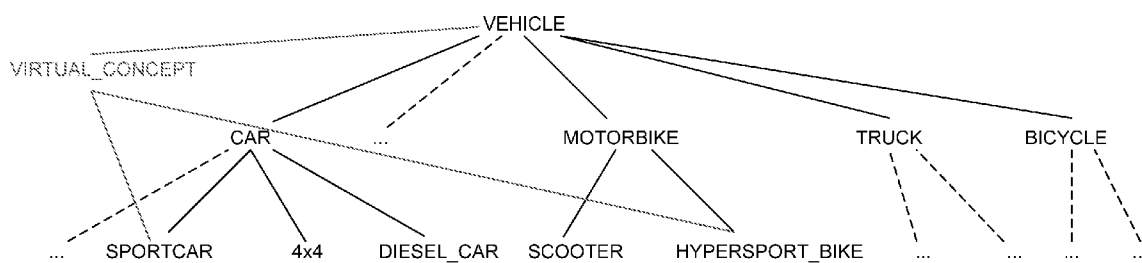 VEHICLE
VIRTUAL_CONCEPT
CAR ... MOTORBIKE TRUCK BICYCLE
... SPORTCAR 4x4 DIESEL_CAR SCOOTER HYPERSPORT_BIKE ... ... ... ..